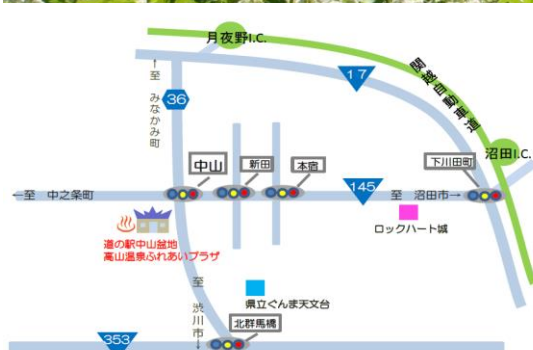 月夜野I.C.
関越自動車道
17
←至 みなかみ町
36
中山
新田
本宿
下川田町
沼田I.C.
←至 中之条町
145
至 沼田市→
ロックハート城
道の駅中山盆地
高山温泉ふれあいプラザ
県立ぐんま天文台
至 渋川市→
北群馬橋
353